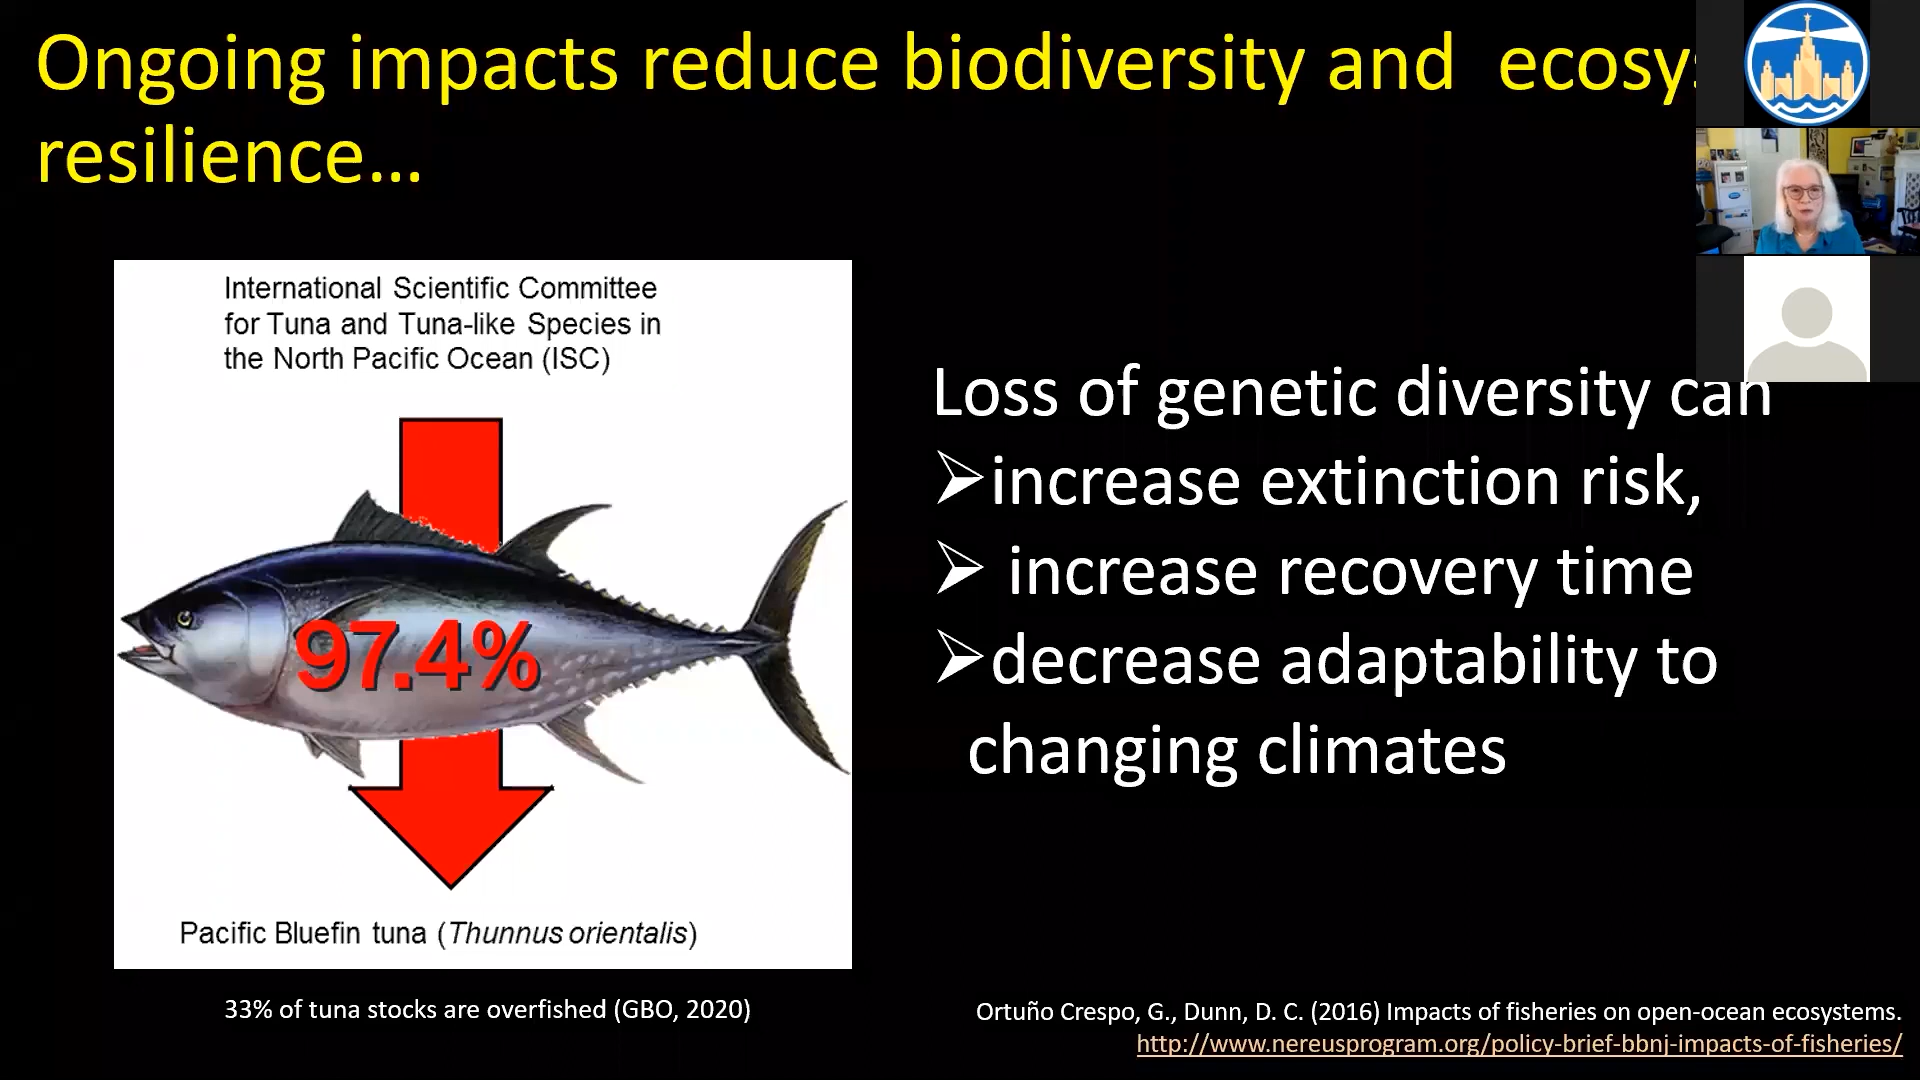 Ongoing impacts reduce biodiversity and ecosy
resilience...
International Scientific Committee
for Tuna and Tuna-like Species in
the North Pacific Ocean (ISC)
97.4%
Pacific Bluefin tuna (Thunnus orientalis)
33% of tuna stocks are overfished (GBO, 2020)
Loss of genetic diversity can
➢increase extinction risk,
➢ increase recovery time
➢decrease adaptability to
changing climates
Ortuño Crespo, G., Dunn, D. C. (2016) Impacts of fisheries on open-ocean ecosystems.
http://www.nereusprogram.org/policy-brief-bbnj-impacts-of-fisheries/